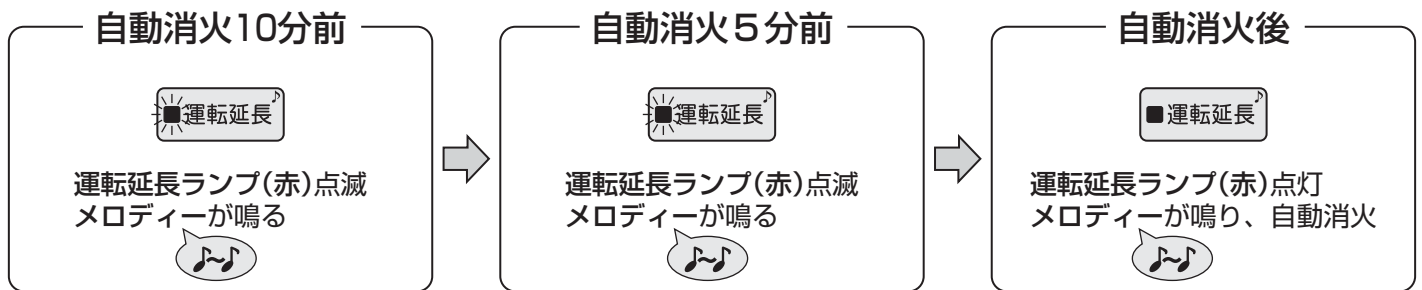 自動消火10分前
運転延長
運転延長ランプ(赤)点滅
メロディーが鳴る
自動消火5分前
運転延長
運転延長ランプ(赤)点滅
メロディーが鳴る
自動消火後
運転延長
運転延長ランプ(赤)点灯
メロディーが鳴り、自動消火